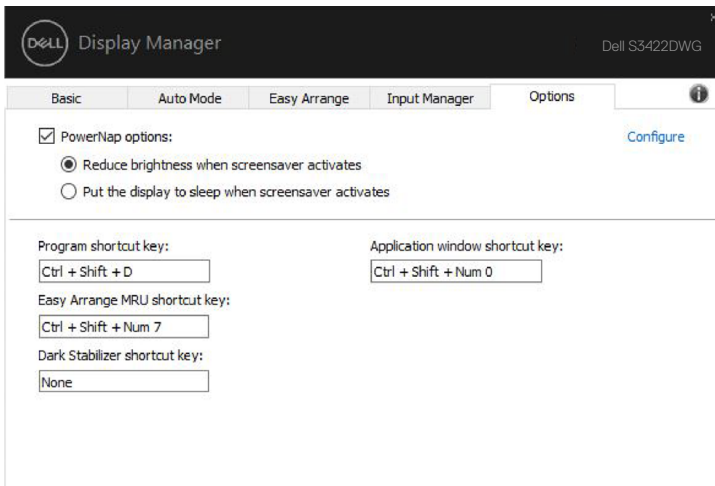 DELL Display Manager
Dell S3422DWG
Basic Auto Mode Easy Arrange Input Manager Options
PowerNap options: Configure
Reduce brightness when screensaver activates
Put the display to sleep when screensaver activates
Program shortcut key: Application window shortcut key:
Ctrl + Shift + D Ctrl + Shift + Num 0
Easy Arrange MRU shortcut key:
Ctrl + Shift + Num 7
Dark Stabilizer shortcut key:
None